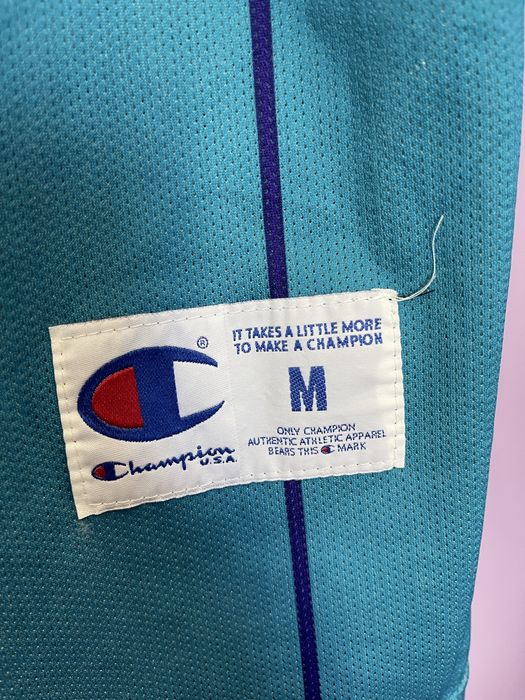 ®
Champion
U.S.A.
IT TAKES A LITTLE MORE
TO MAKE A CHAMPION
M
ONLY CHAMPION
AUTHENTIC ATHLETIC APPAREL
BEARS THIS C MARK